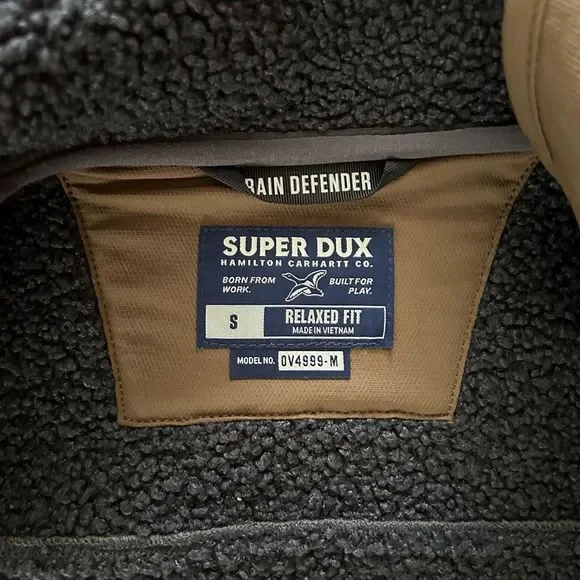 RAIN DEFENDER
SUPER DUX
HAMILTON CARHARTT CO.
BORN FROM BUILT FOR
WORK. PLAY.
S RELAXED FIT
MADE IN VIETNAM
MODEL NO. OV4999-M